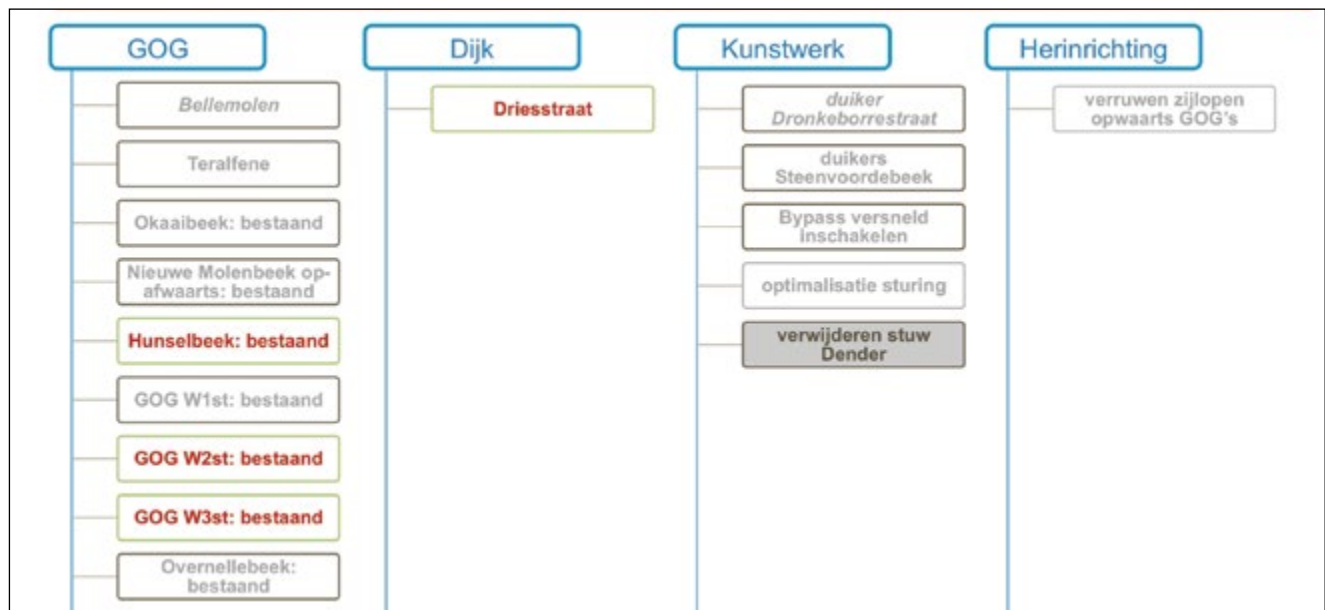 GOG
Bellemolen
Teralfene
Okaaibeek: bestaand
Nieuwe Molenbeek op-
afwaarts: bestaand
Hunselbeek: bestaand
GOG W1st: bestaand
GOG W2st: bestaand
GOG W3st: bestaand
Overnellebeek:
bestaand
Dijk
Driesstraat
Kunstwerk
duiker
Dronkeborrestraat
duikers
Steenvoordebeek
Bypass versneld
inschakelen
optimalisatie sturing
verwijderen stuw
Dender
Herinrichting
verruwen zijlopen
opwaarts GOG's